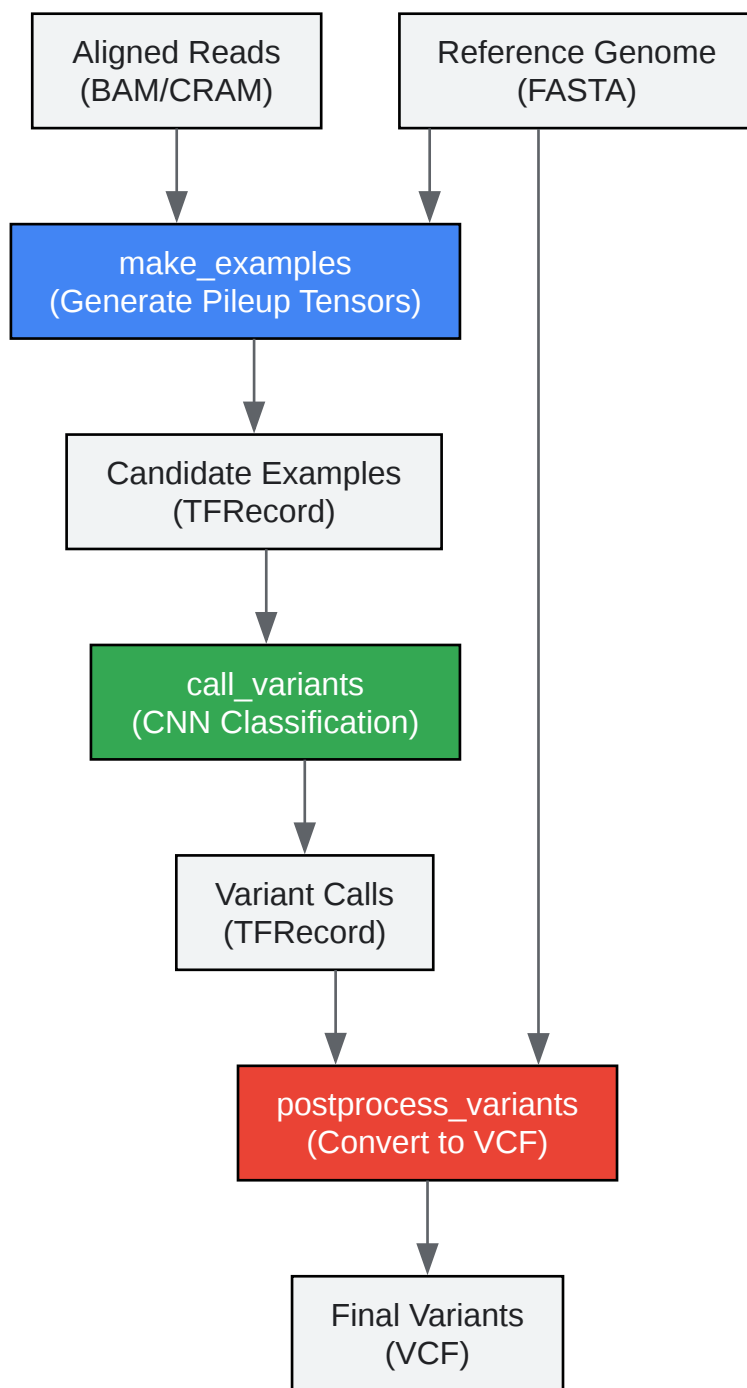 Aligned Reads
(BAM/CRAM)
Reference Genome
(FASTA)
make_examples
(Generate Pileup Tensors)
Candidate Examples
(TFRecord)
call_variants
(CNN Classification)
Variant Calls
(TFRecord)
postprocess_variants
(Convert to VCF)
Final Variants
(VCF)